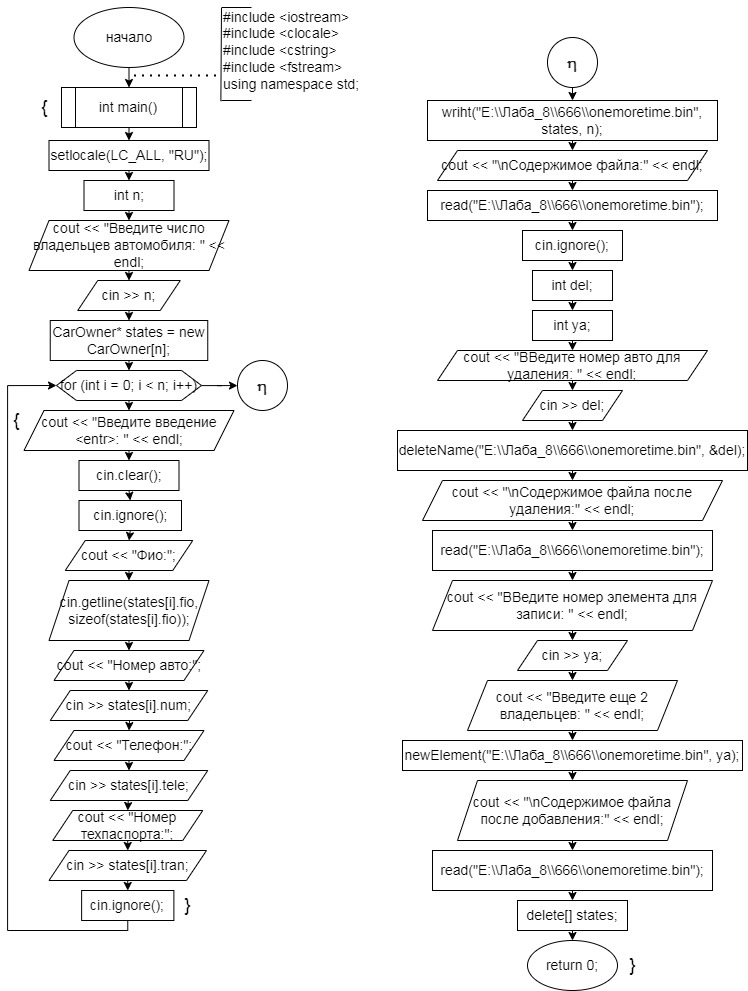 начало
#include <iostream>
#include <clocale>
#include <cstring>
#include <fstream>
using namespace std;
{
int main()
setlocale(LC_ALL, "RU");
int n;
cout << "Введите число
владельцев автомобиля: " <<
endl;
cin >> n;
CarOwner* states = new
CarOwner[n];
for (int i = 0; i < n; i++)
η
{
cout << "Введите введение
<entr>: " << endl;
cin.clear();
cin.ignore();
cout << "Фио:";
cin.getline(states[i].fio,
sizeof(states[i].fio));
cout << "Номер авто:";
cin >> states[i].num;
cout << "Телефон:";
cin >> states[i].tele;
cout << "Номер
техпаспорта:";
cin >> states[i].tran;
cin.ignore();
}
η
wriht("E:\\Лаба_8\\666\\onemoretime.bin",
states, n);
cout << "\nСодержимое файла:" << endl;
read("E:\\Лаба_8\\666\\onemoretime.bin");
cin.ignore();
int del;
int ya;
cout << "ВВедите номер авто для
удаления: " << endl;
cin >> del;
deleteName("E:\\Лаба_8\\666\\onemoretime.bin", &del);
cout << "\nСодержимое файла после
удаления:" << endl;
read("E:\\Лаба_8\\666\\onemoretime.bin");
cout << "ВВедите номер элемента для
записи: " << endl;
cin >> ya;
cout << "Введите еще 2
владельцев: " << endl;
newElement("E:\\Лаба_8\\666\\onemoretime.bin", ya);
cout << "\nСодержимое файла
после добавления:" << endl;
read("E:\\Лаба_8\\666\\onemoretime.bin");
delete[] states;
return 0;
}